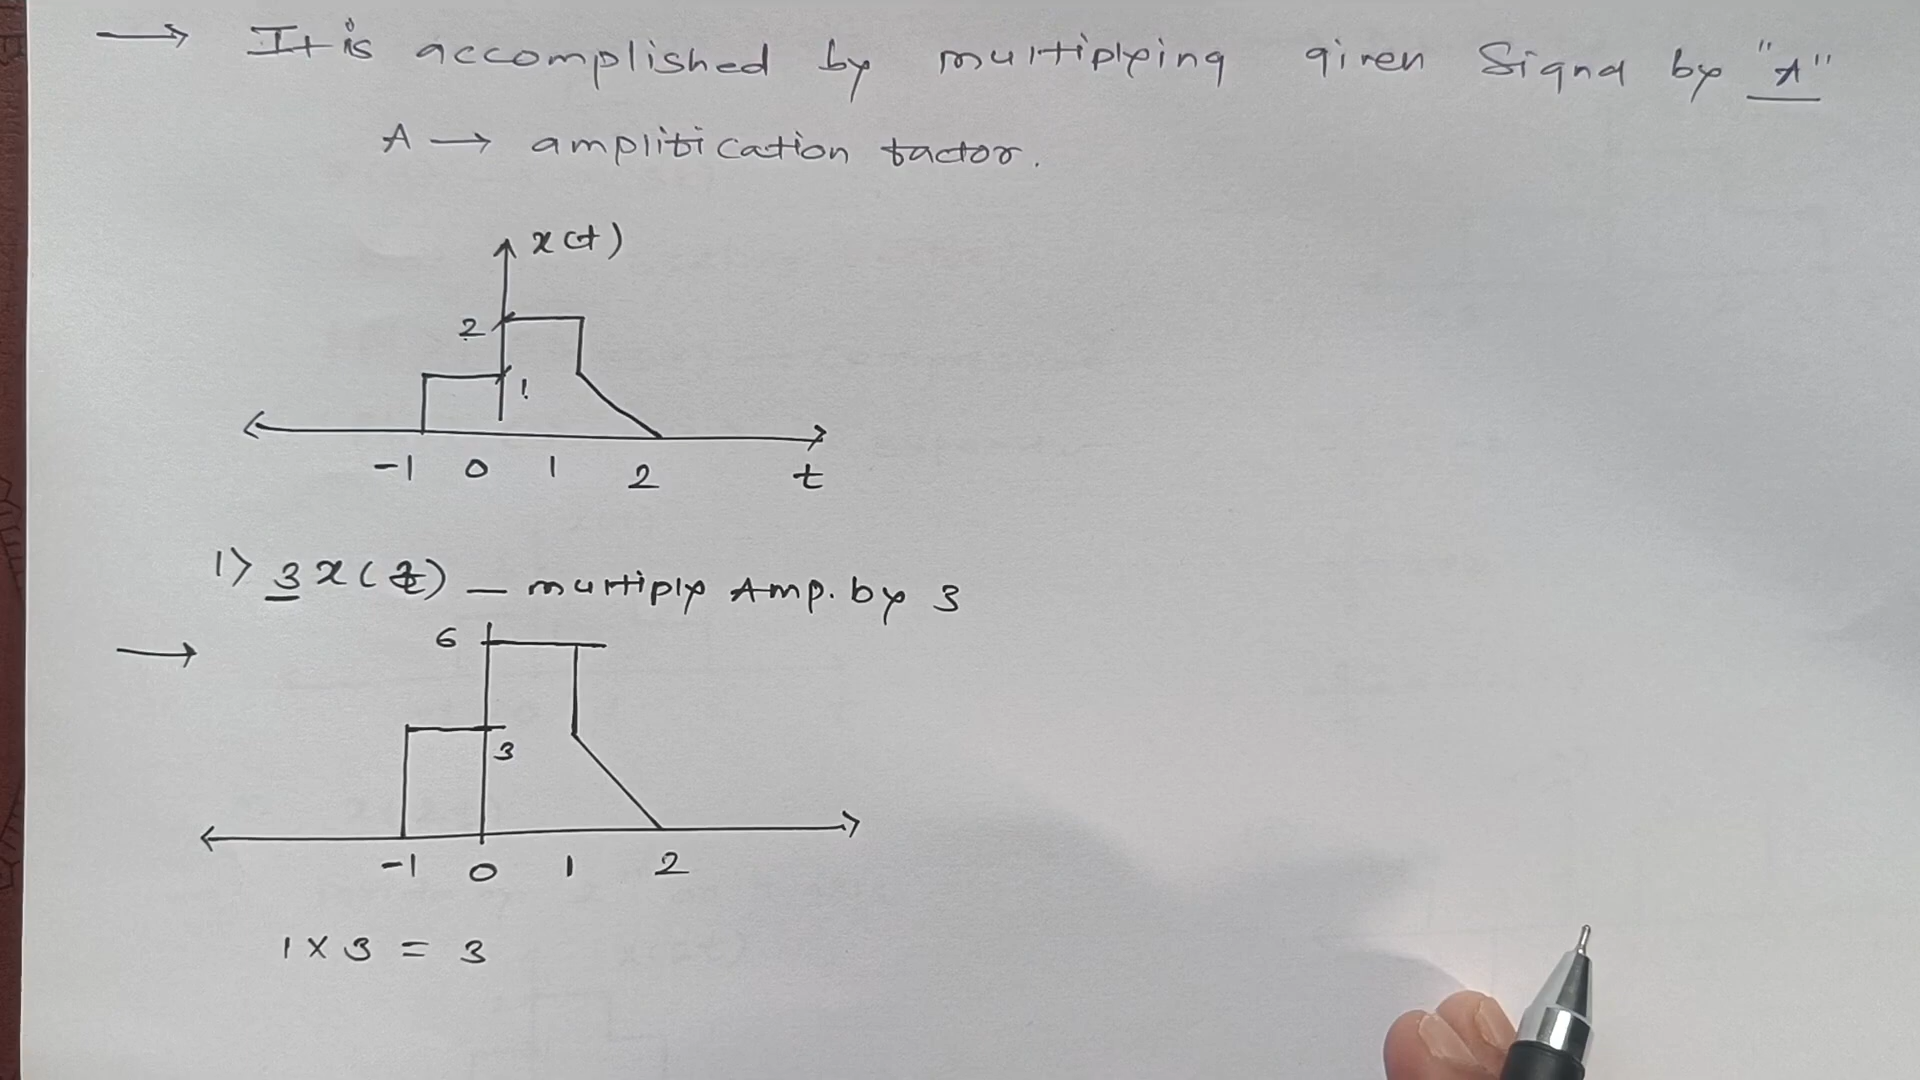 → It is accomplished by multiplying given Signal by "A"
A → amplification factor.
x(t)
2
1
-1 0 1 2 t
1> 3x(t) — multiply Amp. by 3
→ 6
3
-1 0 1 2
1 × 3 = 3